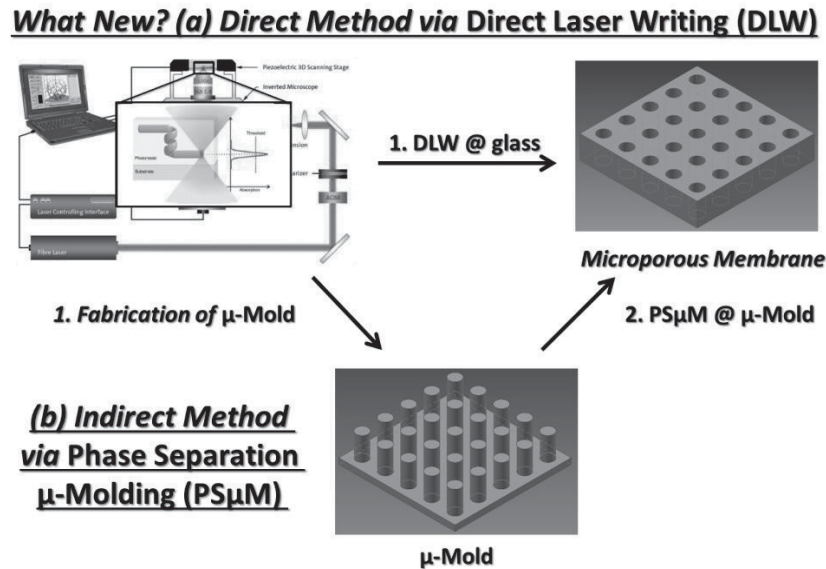 What New? (a) Direct Method via Direct Laser Writing (DLW)
Piezoelectric 3D Scanning Stage
Inverted Microscope
Threshold
Photoresist
Substrate
Absorption
Laser Controlling Interface
Fibre Laser
1. DLW @ glass
Microporous Membrane
1. Fabrication of μ-Mold
2. PSμM @ μ-Mold
(b) Indirect Method
via Phase Separation
μ-Molding (PSμM)
μ-Mold